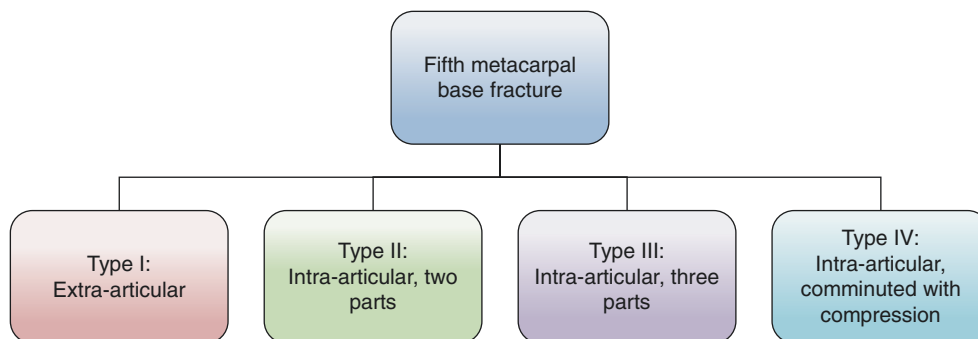 Fifth metacarpal
base fracture
Type I:
Extra-articular
Type II:
Intra-articular, two
parts
Type III:
Intra-articular, three
parts
Type IV:
Intra-articular,
comminuted with
compression